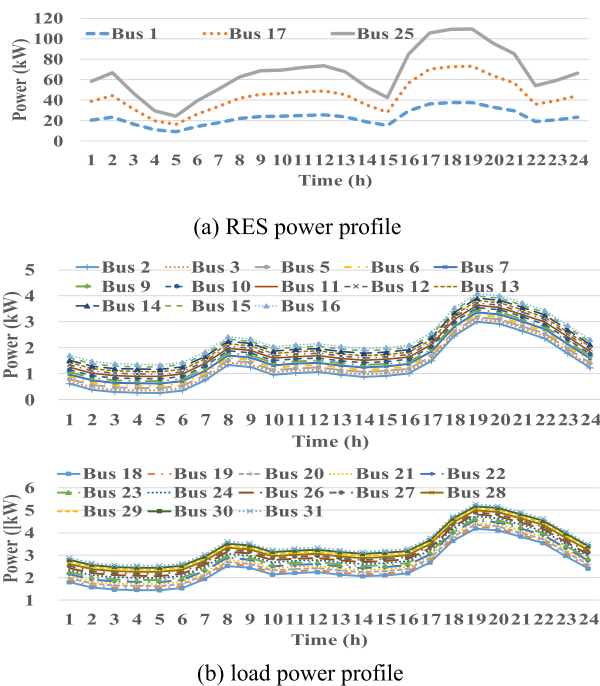 Power (kW)
120
100
80
60
40
20
0
Bus 1 Bus 17 Bus 25
1 2 3 4 5 6 7 8 9 10 11 12 13 14 15 16 17 18 19 20 21 22 23 24
Time (h)
(a) RES power profile
Power (kW)
5
4
3
2
1
0
Bus 2 Bus 3 Bus 5 Bus 6 Bus 7
Bus 9 Bus 10 Bus 11 Bus 12 Bus 13
Bus 14 Bus 15 Bus 16
1 2 3 4 5 6 7 8 9 10 11 12 13 14 15 16 17 18 19 20 21 22 23 24
Time (h)
Power (|kW)
6
5
4
3
2
1
Bus 18 Bus 19 Bus 20 Bus 21 Bus 22
Bus 23 Bus 24 Bus 26 Bus 27 Bus 28
Bus 29 Bus 30 Bus 31
1 2 3 4 5 6 7 8 9 10 11 12 13 14 15 16 17 18 19 20 21 22 23 24
Time (h)
(b) load power profile